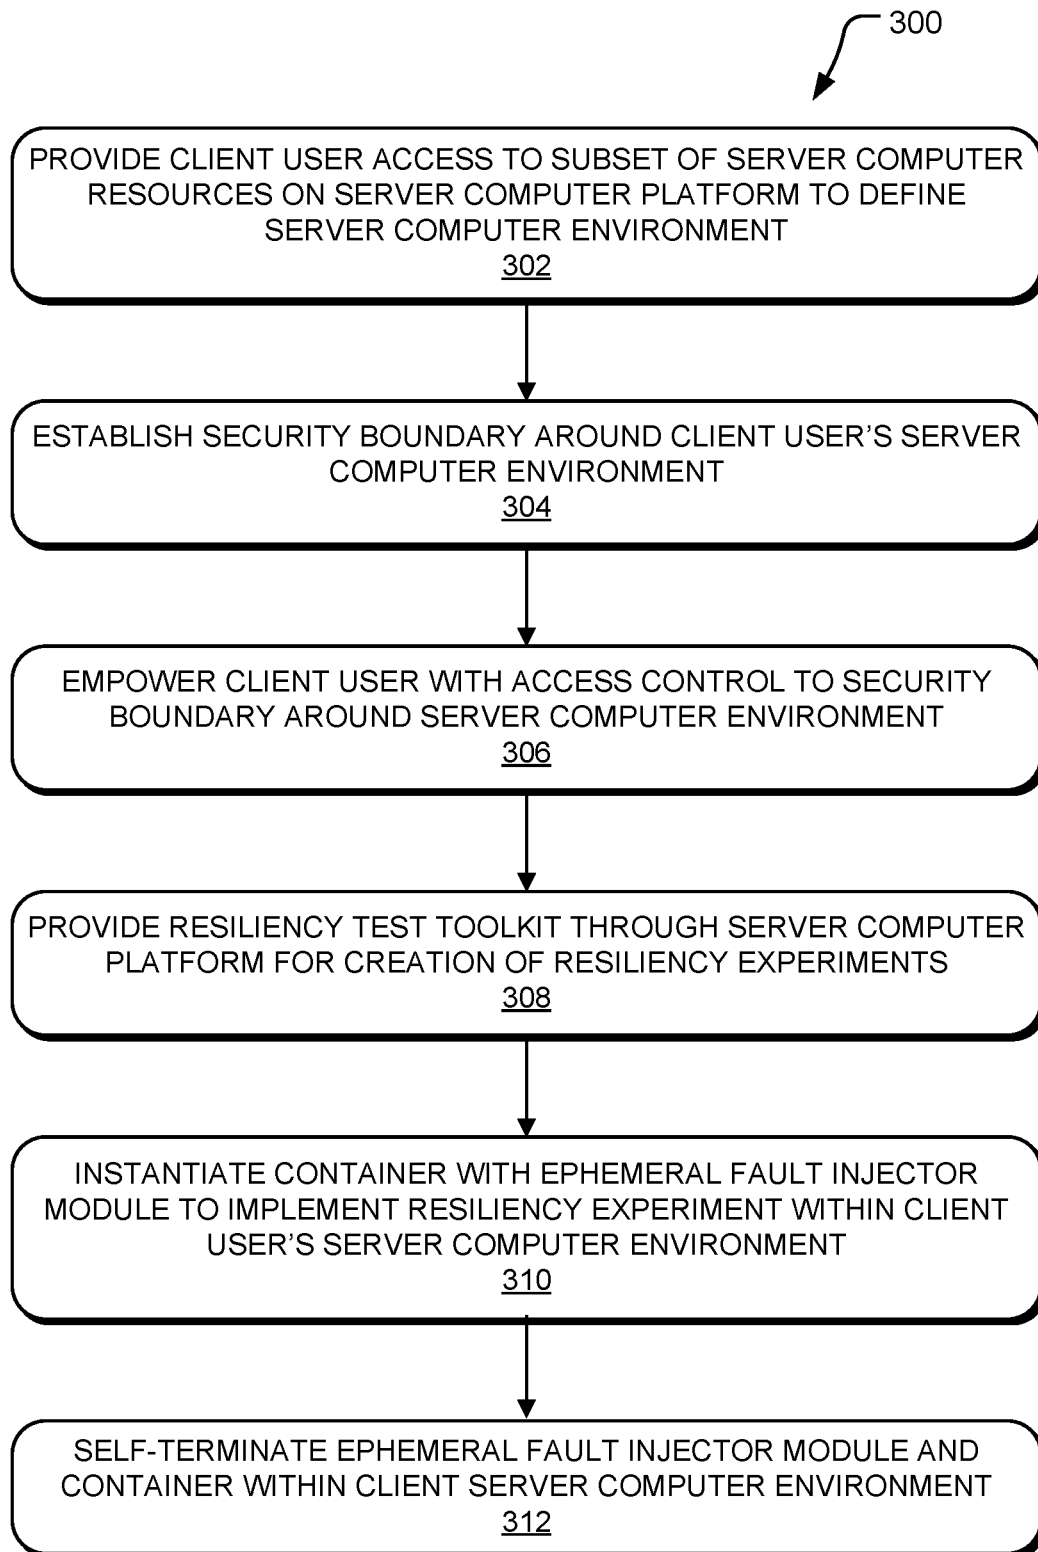 300
PROVIDE CLIENT USER ACCESS TO SUBSET OF SERVER COMPUTER
RESOURCES ON SERVER COMPUTER PLATFORM TO DEFINE
SERVER COMPUTER ENVIRONMENT
302
ESTABLISH SECURITY BOUNDARY AROUND CLIENT USER’S SERVER
COMPUTER ENVIRONMENT
304
EMPOWER CLIENT USER WITH ACCESS CONTROL TO SECURITY
BOUNDARY AROUND SERVER COMPUTER ENVIRONMENT
306
PROVIDE RESILIENCY TEST TOOLKIT THROUGH SERVER COMPUTER
PLATFORM FOR CREATION OF RESILIENCY EXPERIMENTS
308
INSTANTIATE CONTAINER WITH EPHEMERAL FAULT INJECTOR
MODULE TO IMPLEMENT RESILIENCY EXPERIMENT WITHIN CLIENT
USER’S SERVER COMPUTER ENVIRONMENT
310
SELF-TERMINATE EPHEMERAL FAULT INJECTOR MODULE AND
CONTAINER WITHIN CLIENT SERVER COMPUTER ENVIRONMENT
312